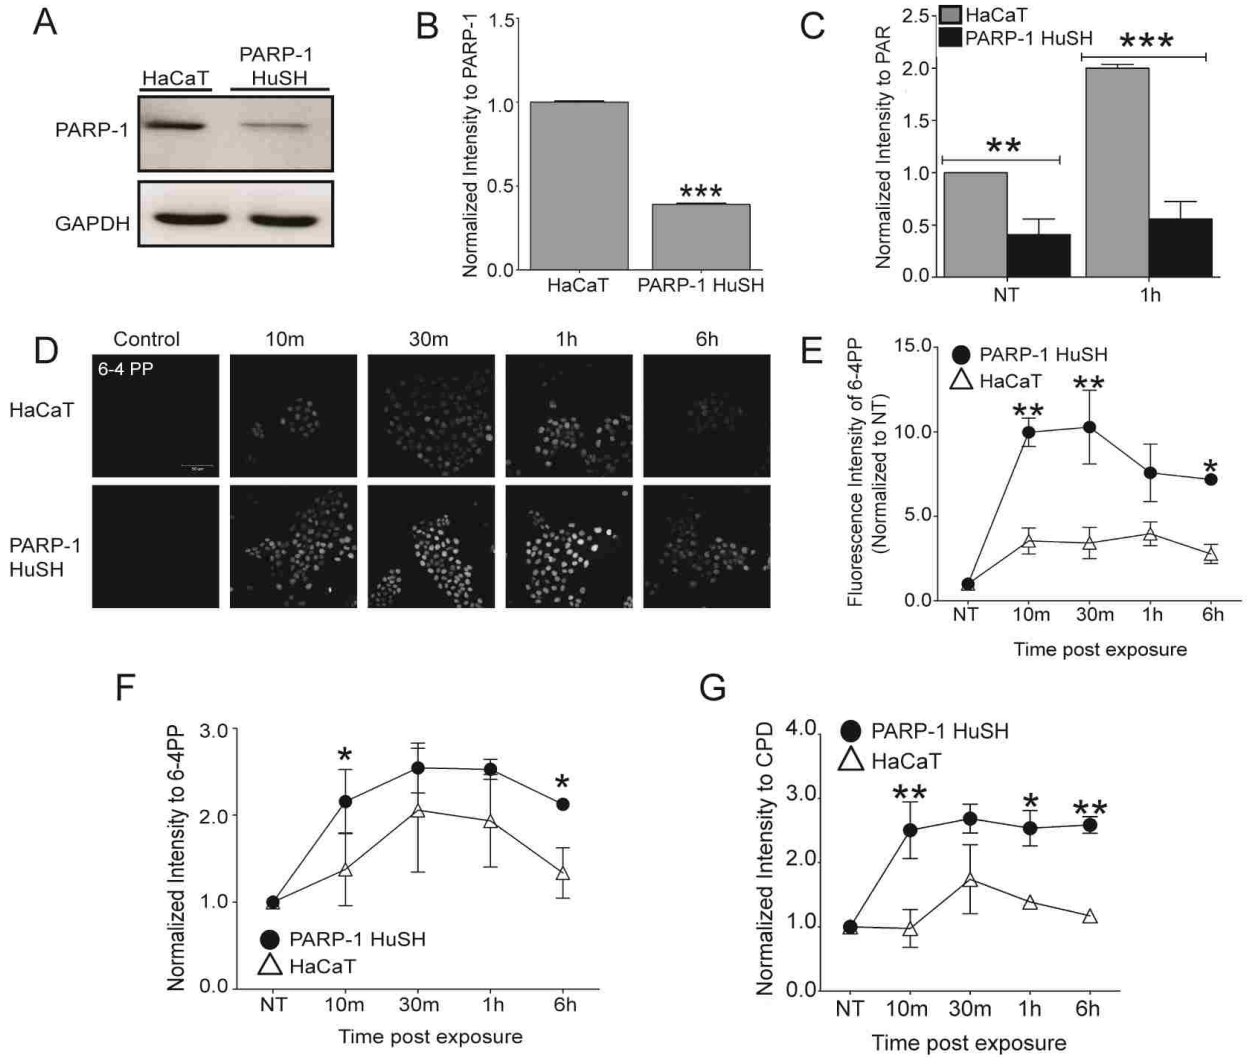 A
HaCaT
PARP-1
HuSH
PARP-1
GAPDH
B
Normalized Intensity to PARP-1
1.5
1.0
0.5
0.0
***
HaCaT
PARP-1 HuSH
C
Normalized Intensity to PAR
2.5
2.0
1.5
1.0
0.5
0.0
HaCaT
PARP-1 HuSH
**
***
NT
1h
D
Control
10m
30m
1h
6h
6-4 PP
HaCaT
PARP-1
HuSH
E
Fluorescence Intensity of 6-4PP
(Normalized to NT)
15.0
10.0
5.0
0.0
PARP-1 HuSH
HaCaT
**
**
*
NT
10m
30m
1h
6h
Time post exposure
F
Normalized Intensity to 6-4PP
3.0
2.0
1.0
0.0
*
*
PARP-1 HuSH
HaCaT
NT
10m
30m
1h
6h
Time post exposure
G
Normalized Intensity to CPD
4.0
3.0
2.0
1.0
0.0
PARP-1 HuSH
HaCaT
**
*
**
NT
10m
30m
1h
6h
Time post exposure